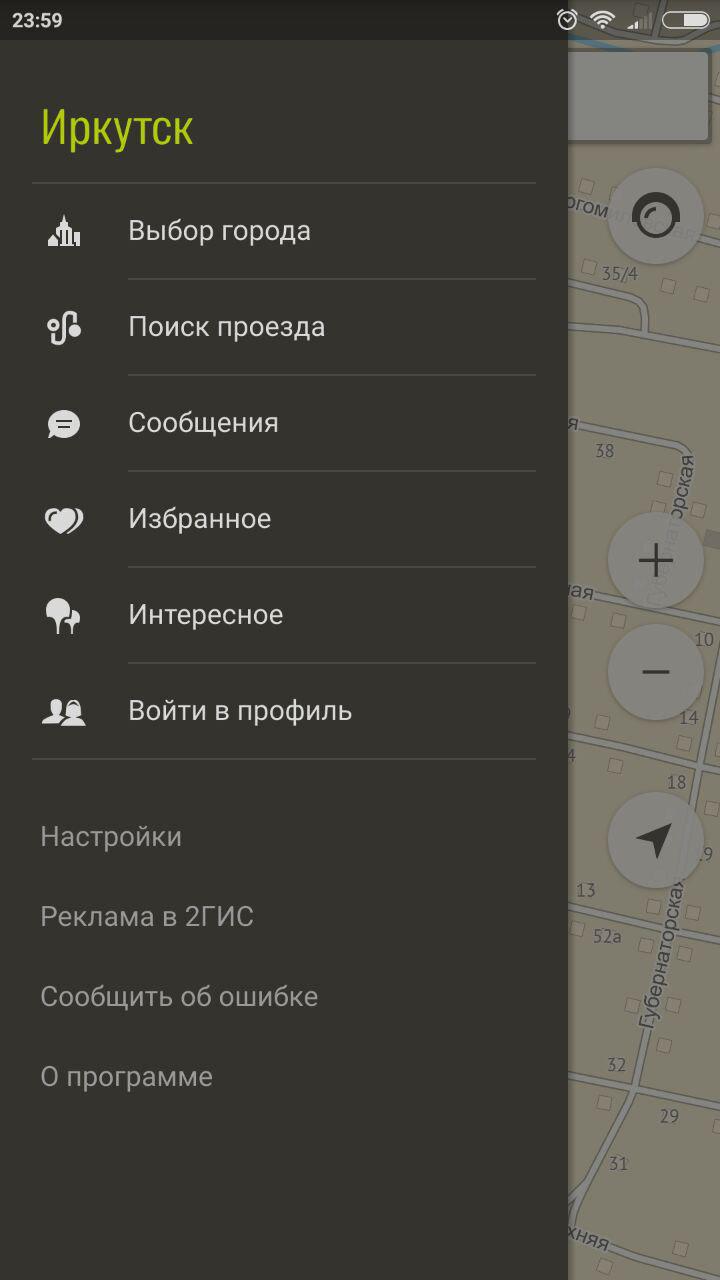 23:59
Иркутск
Выбор города
Поиск проезда
Сообщения
Избранное
Интересное
Войти в профиль
Настройки
Реклама в 2ГИС
Сообщить об ошибке
О программе
35/4
38
10
14
18
13
52а
Губернаторская
32
29
31